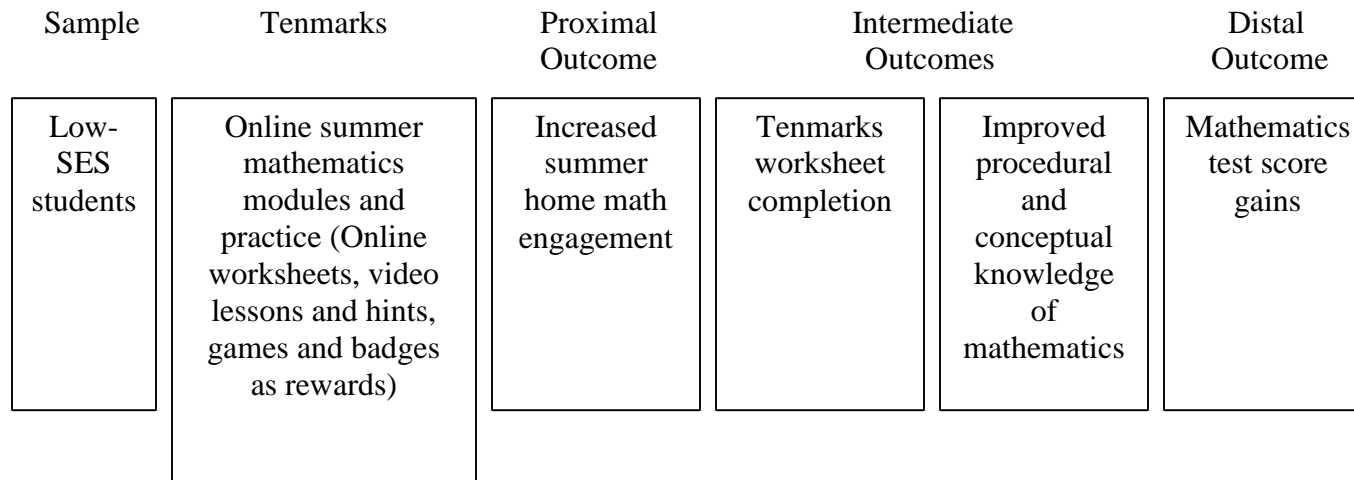 Sample
Tenmarks
Proximal
Outcome
Intermediate
Outcomes
Distal
Outcome
Low-
SES
students
Online summer
mathematics
modules and
practice (Online
worksheets, video
lessons and hints,
games and badges
as rewards)
Increased
summer
home math
engagement
Tenmarks
worksheet
completion
Improved
procedural
and
conceptual
knowledge
of
mathematics
Mathematics
test score
gains